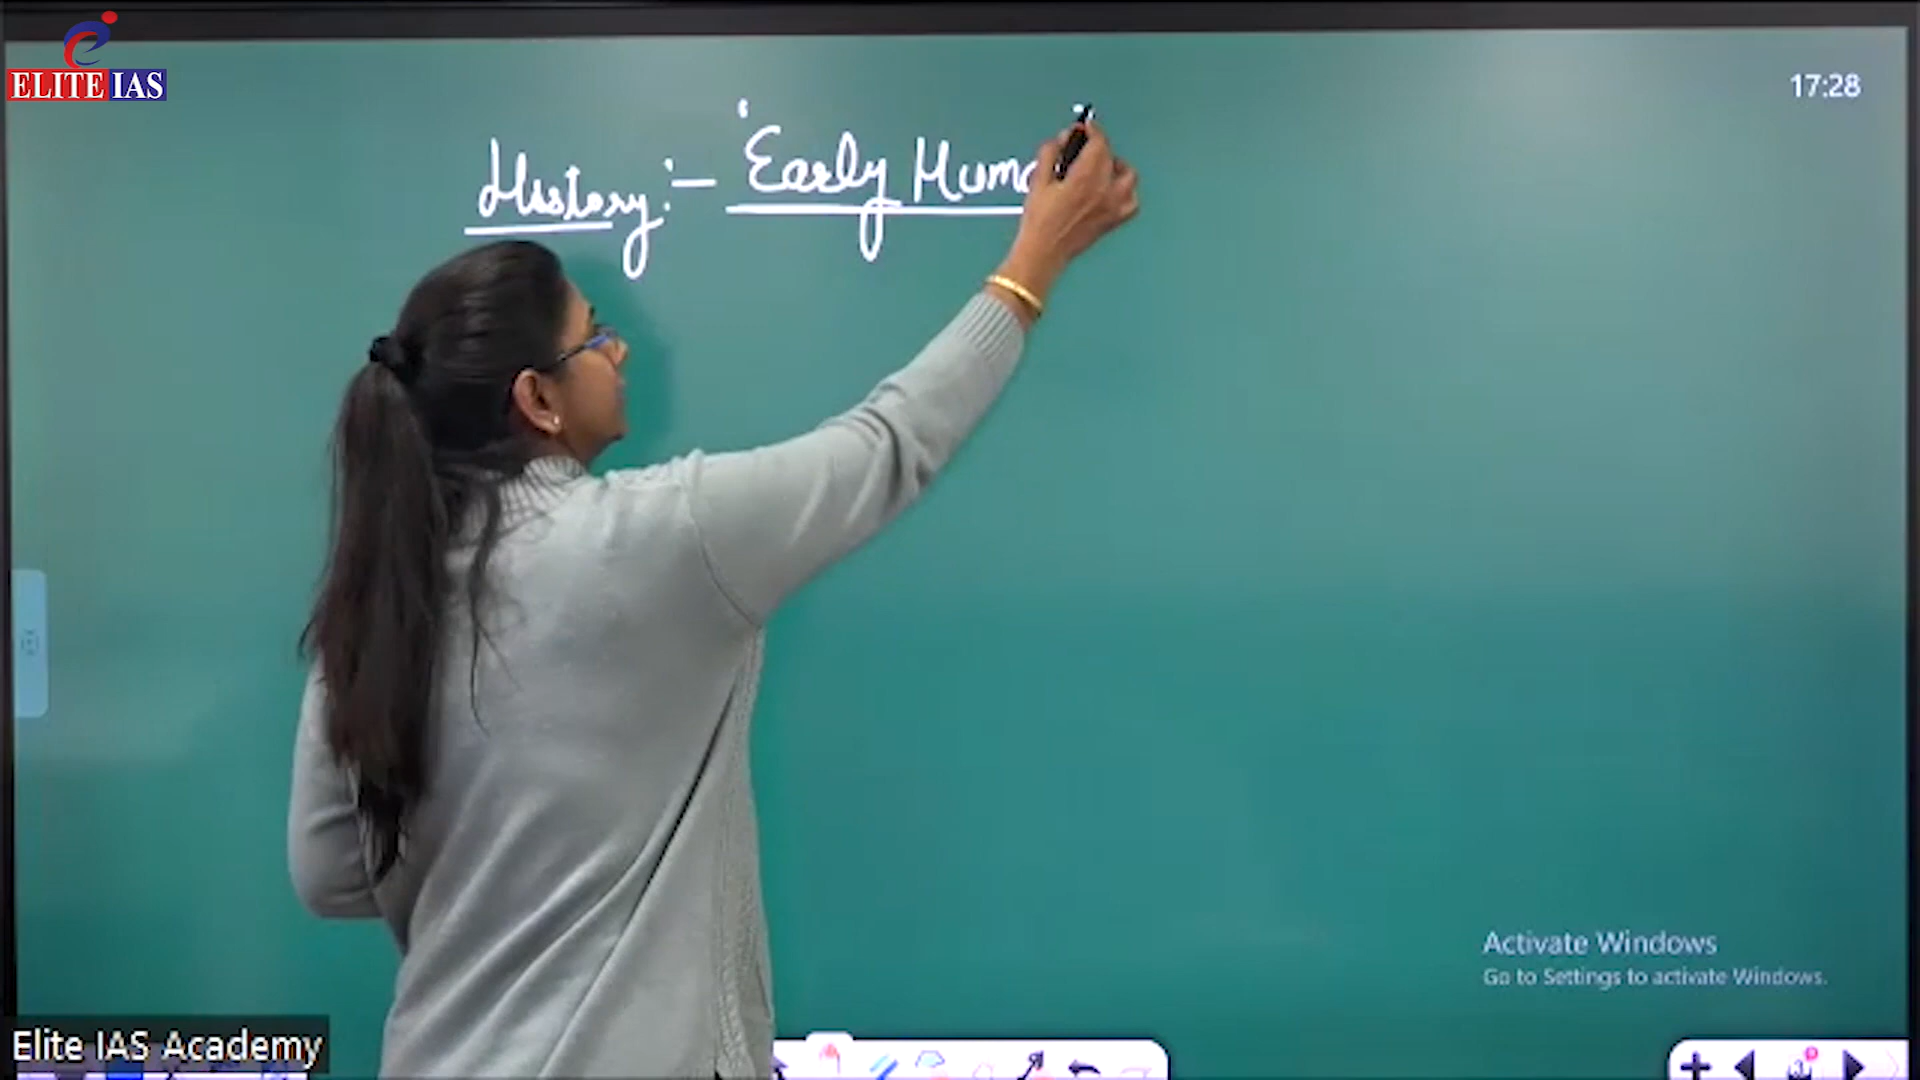 ELITE IAS
17:28
History:- 'Early Huma
Activate Windows
Go to Settings to activate Windows.
Elite IAS Academy